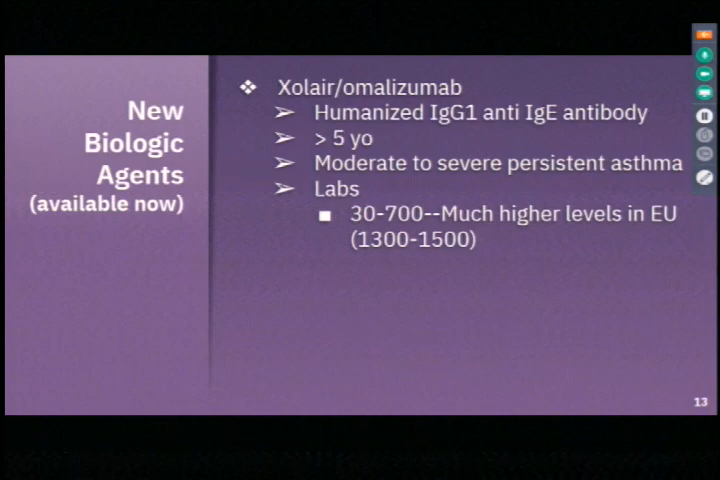 New
Biologic
Agents
(available now)
❖ Xolair/omalizumab
➢ Humanized IgG1 anti IgE antibody
➢ > 5 yo
➢ Moderate to severe persistent asthma
➢ Labs
■ 30-700--Much higher levels in EU
(1300-1500)
13